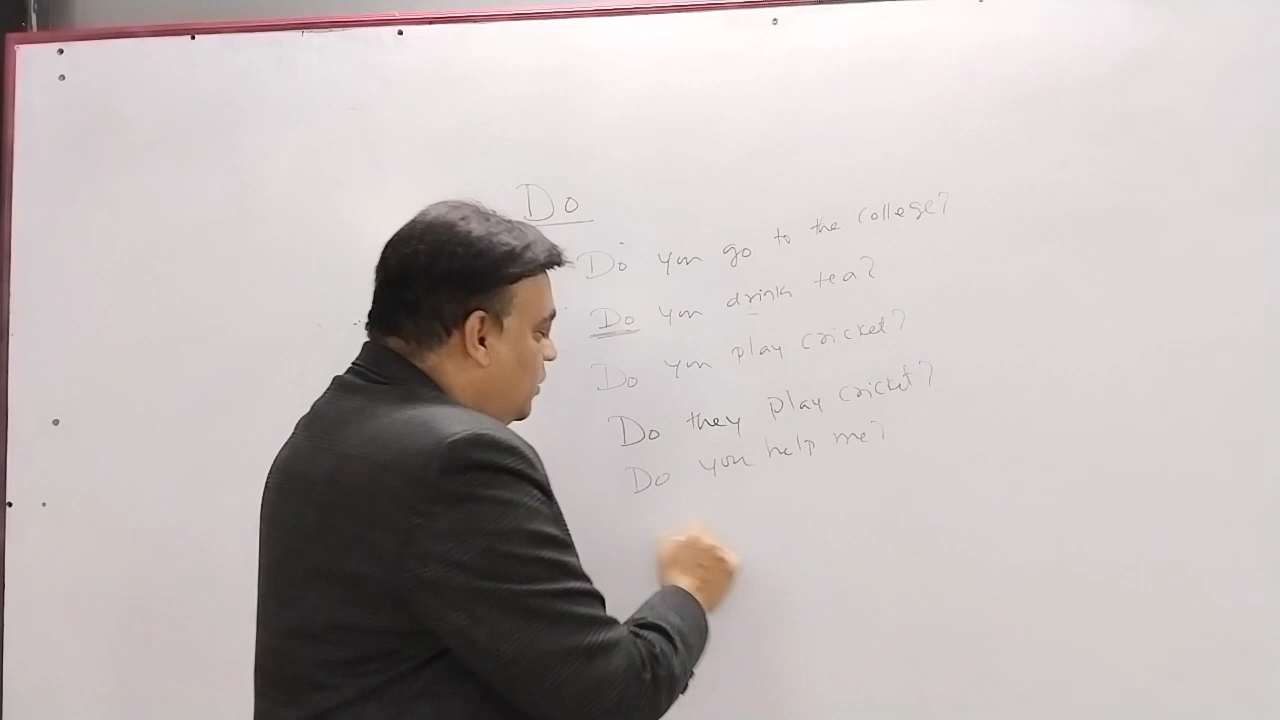 Do
Do you go to the college?
Do you drink tea?
Do you play cricket?
Do they play cricket?
Do you help me?